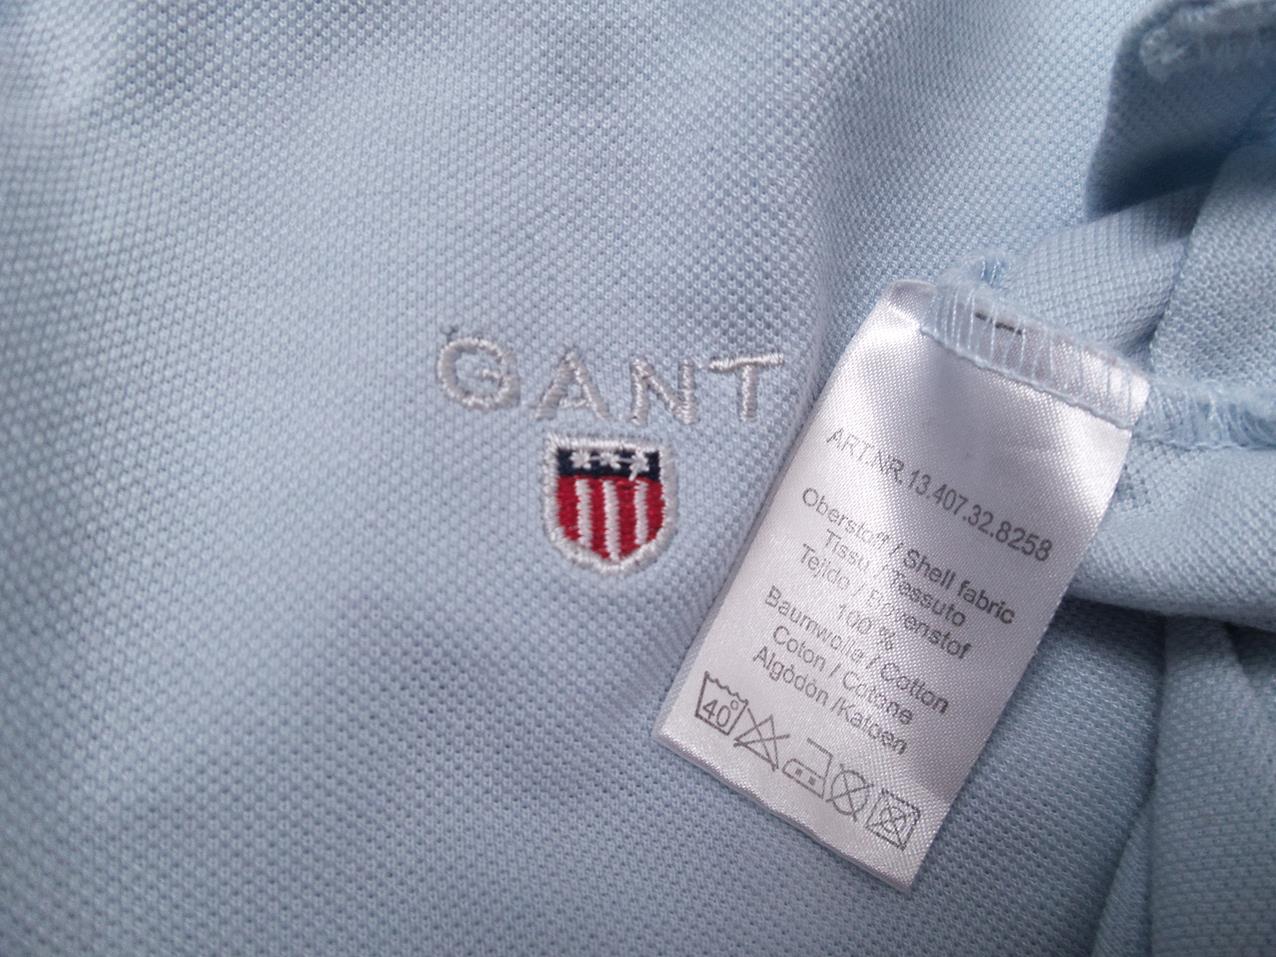 GANT
ART.NR.13.407.32.8258
Oberstoff / Shell fabric
Tissu / Tessuto
Tejido / Bovenstof
100 %
Baumwolle / Cotton
Coton / Cotone
Algòdòn /Katoen
40°